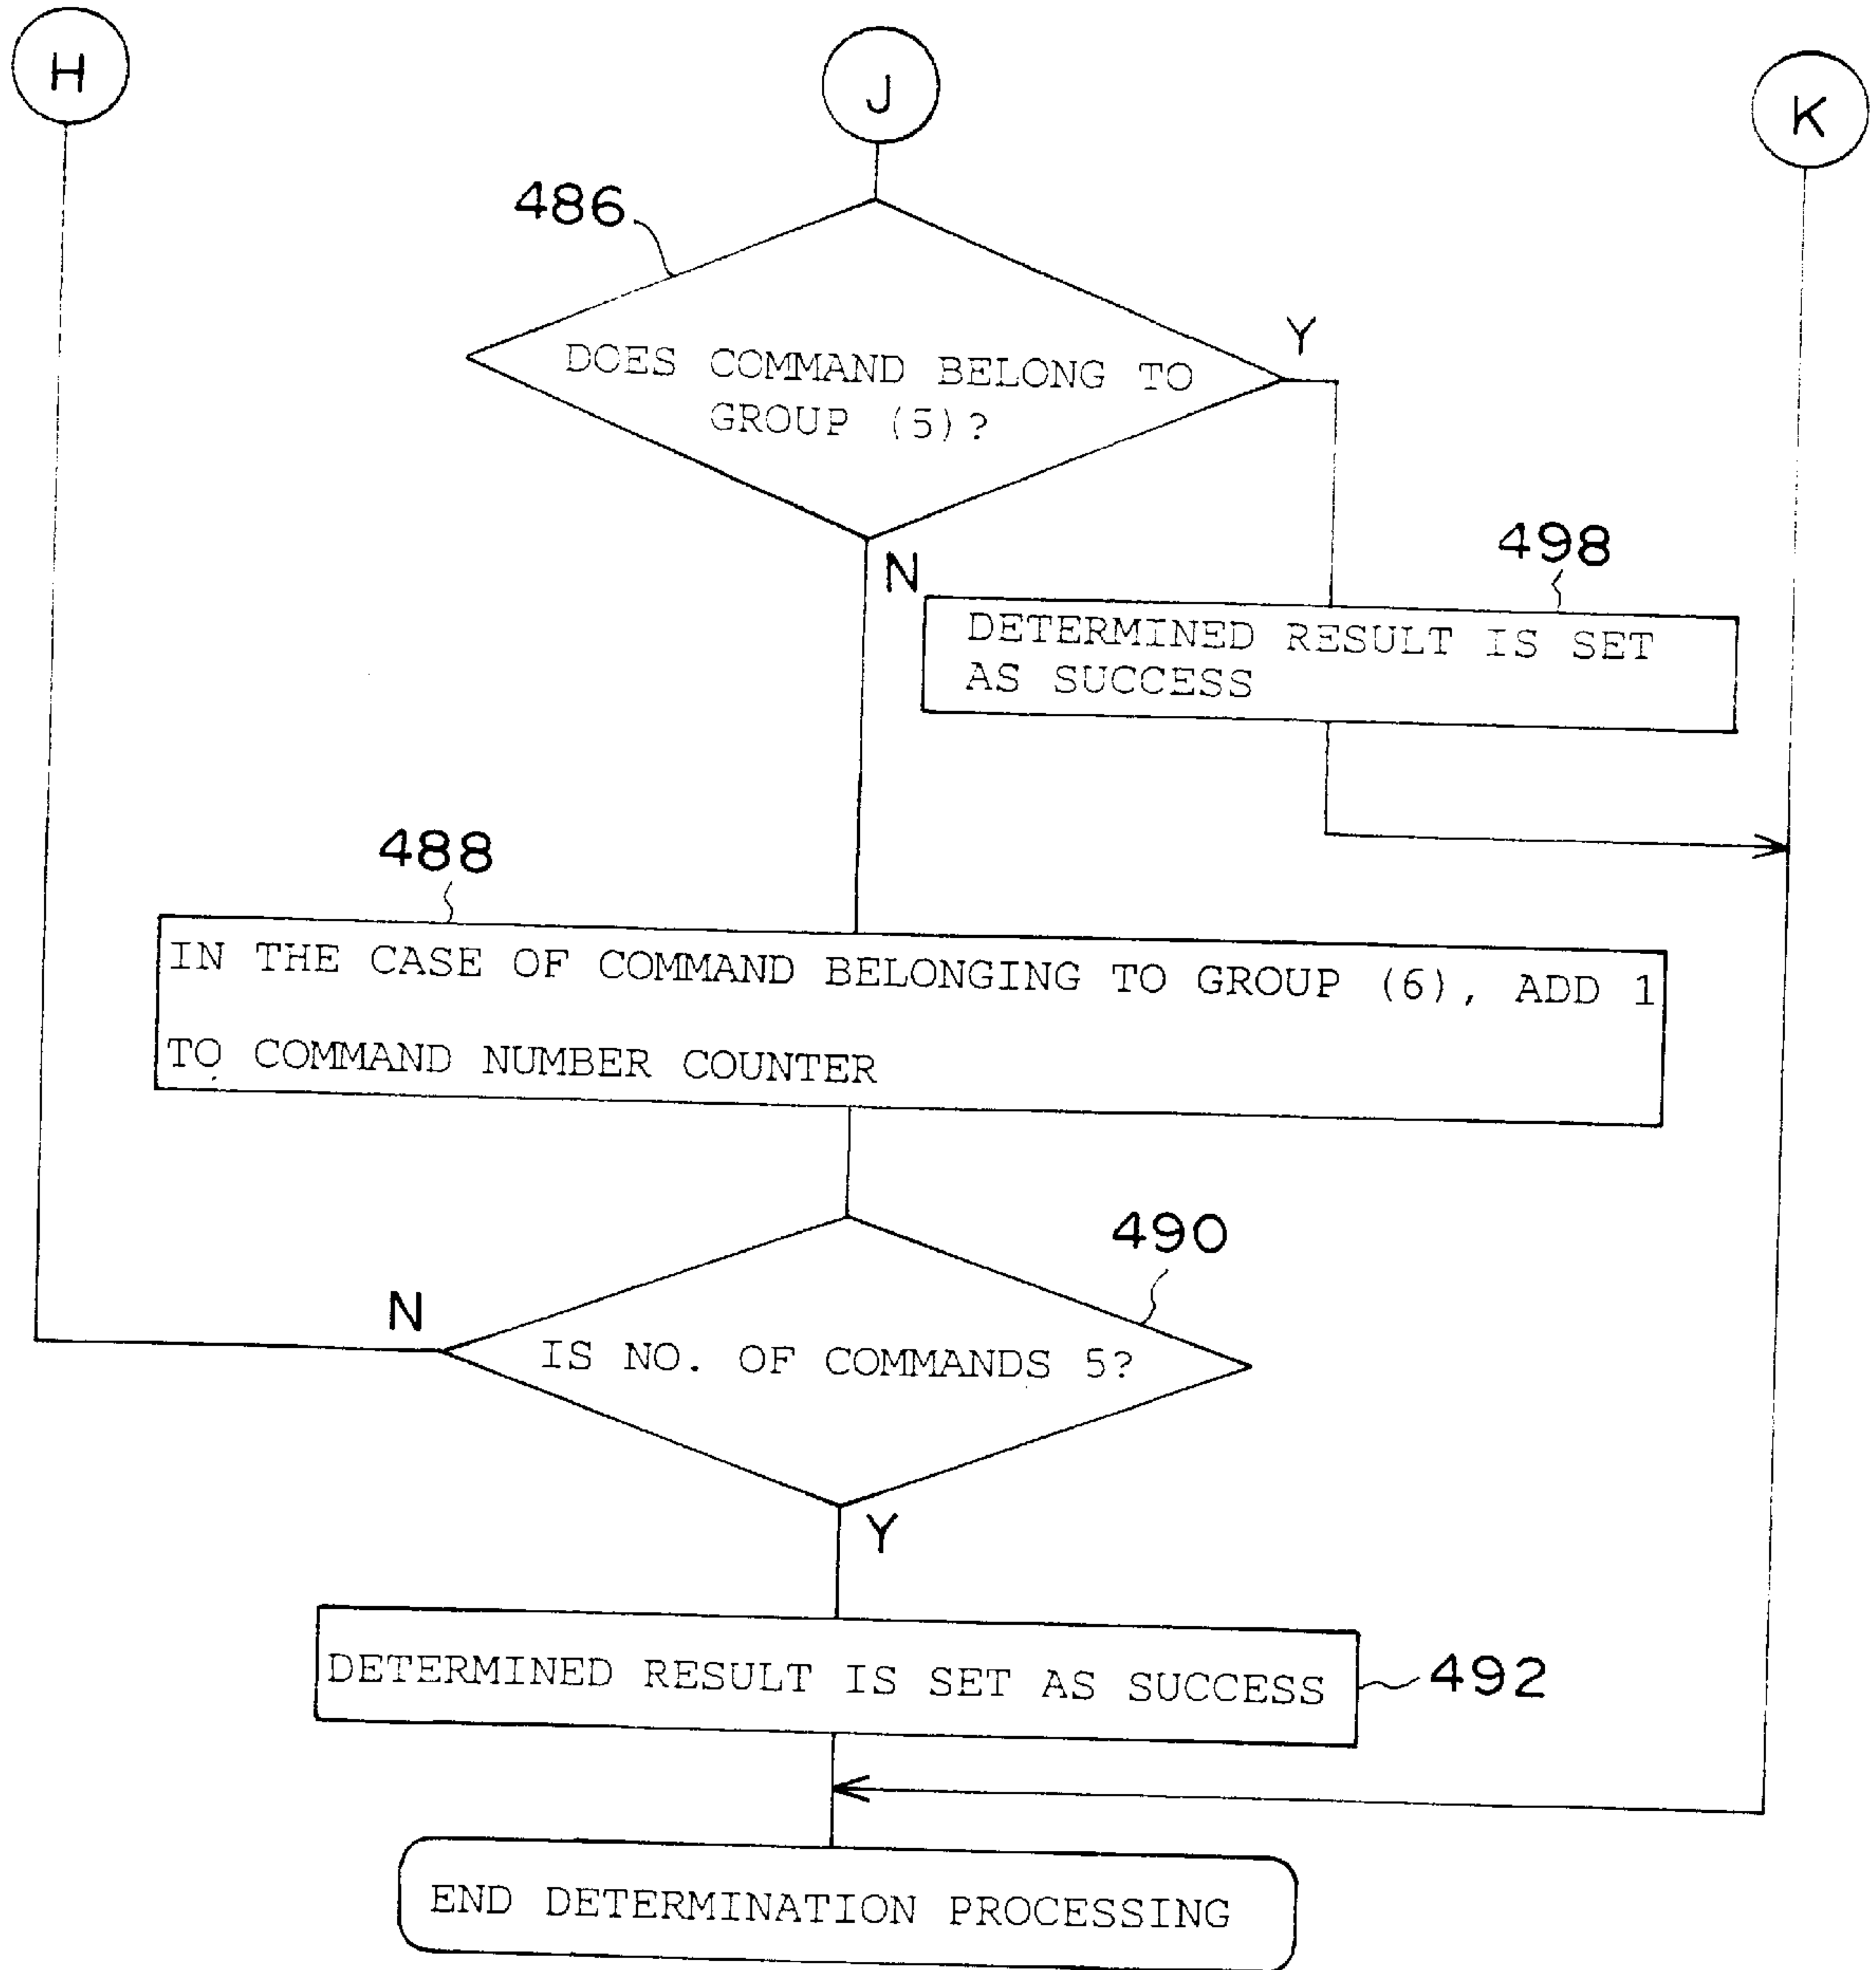 H
J
K
486
DOES COMMAND BELONG TO
GROUP (5)?
Y
N
498
DETERMINED RESULT IS SET
AS SUCCESS
488
IN THE CASE OF COMMAND BELONGING TO GROUP (6), ADD 1
TO COMMAND NUMBER COUNTER
490
N
IS NO. OF COMMANDS 5?
Y
DETERMINED RESULT IS SET AS SUCCESS
492
END DETERMINATION PROCESSING